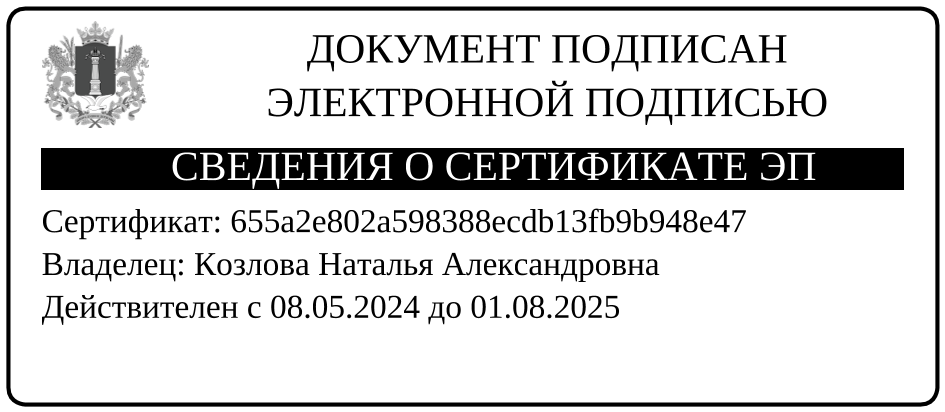 ДОКУМЕНТ ПОДПИСАН
ЭЛЕКТРОННОЙ ПОДПИСЬЮ
СВЕДЕНИЯ О СЕРТИФИКАТЕ ЭП
Сертификат: 655a2e802a598388ecdb13fb9b948e47
Владелец: Козлова Наталья Александровна
Действителен с 08.05.2024 до 01.08.2025